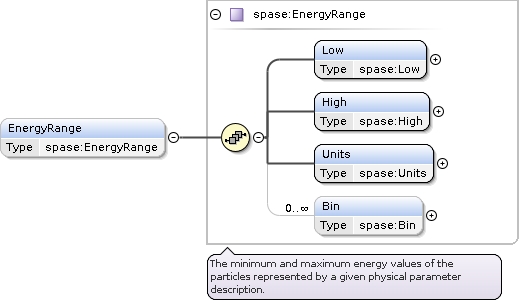 spase:EnergyRange
Low
Type spase:Low
High
Type spase:High
EnergyRange
Type spase:EnergyRange
Units
Type spase:Units
0..∞
Bin
Type spase:Bin
The minimum and maximum energy values of the
particles represented by a given physical parameter
description.